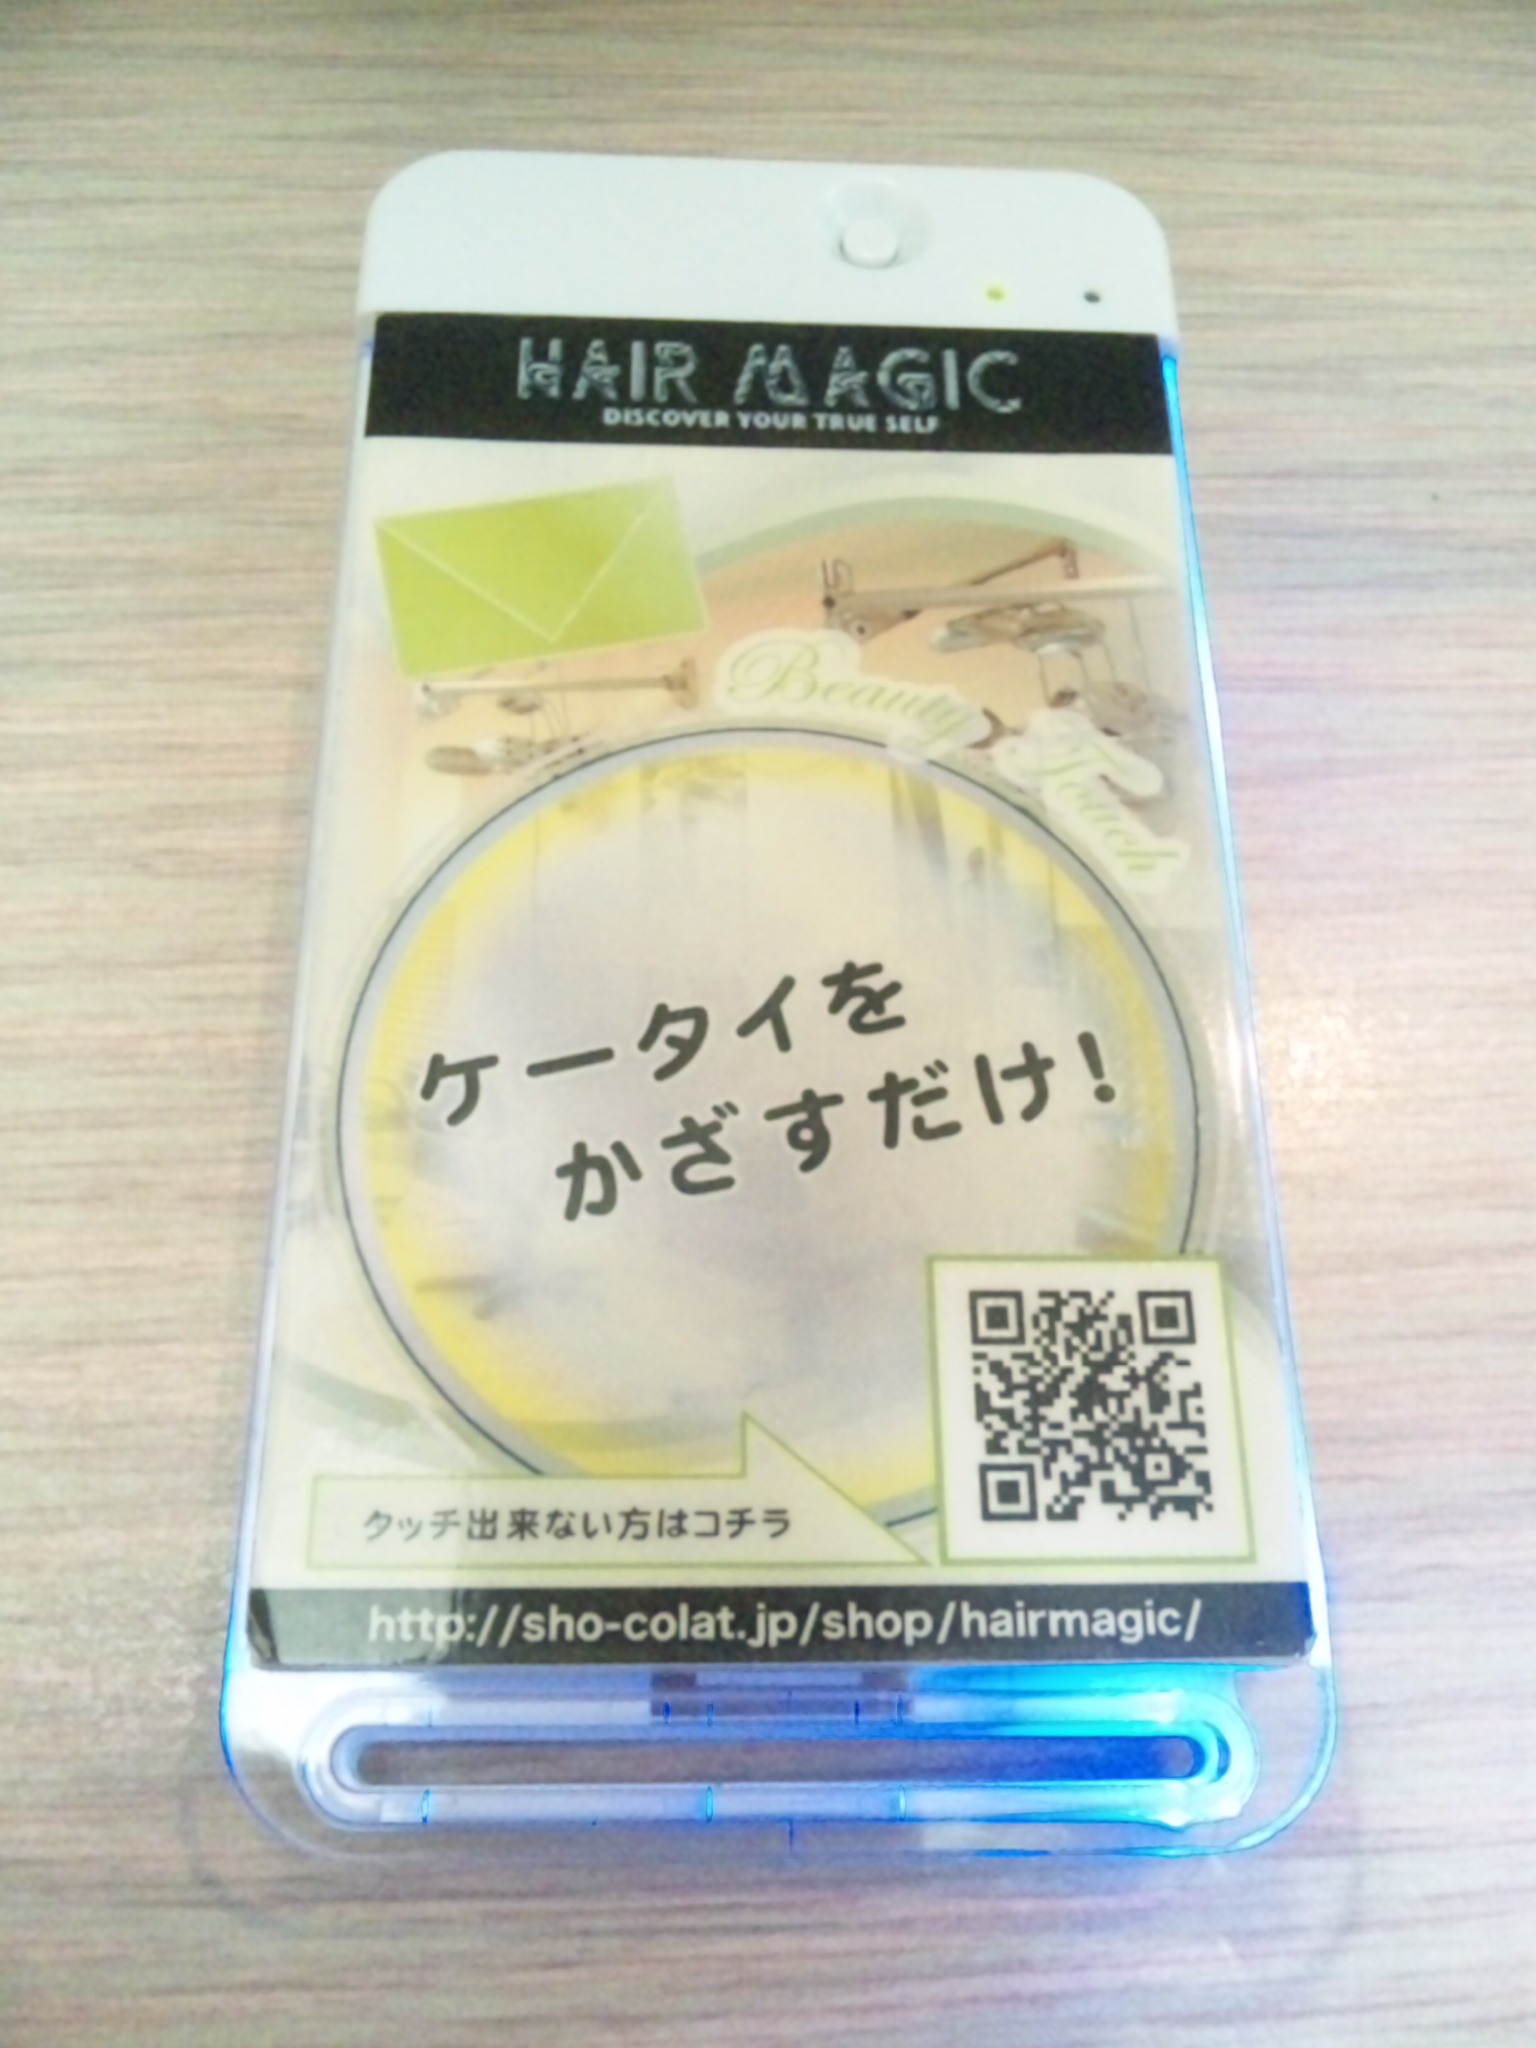 HAIR MAGIC
DISCOVER YOUR TRUE SELF
Beauty Touch
ケータイを
かざすだけ!
タッチ出来ない方はコチラ
http://sho-colat.jp/shop/hairmagic/